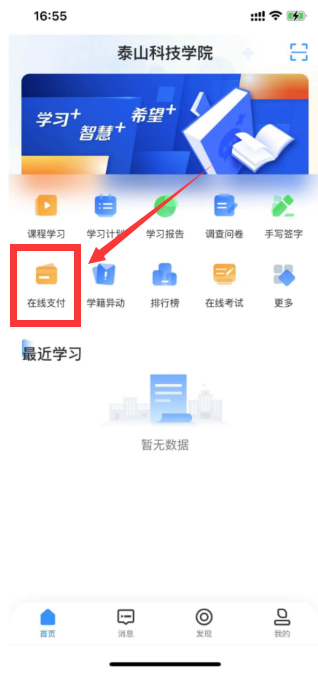 16:55
泰山科技学院
学习+
智慧+
希望+
课程学习
学习计划
学习报告
调查问卷
手写签字
在线支付
学籍异动
排行榜
在线考试
更多
最近学习
暂无数据
首页
消息
发现
我的